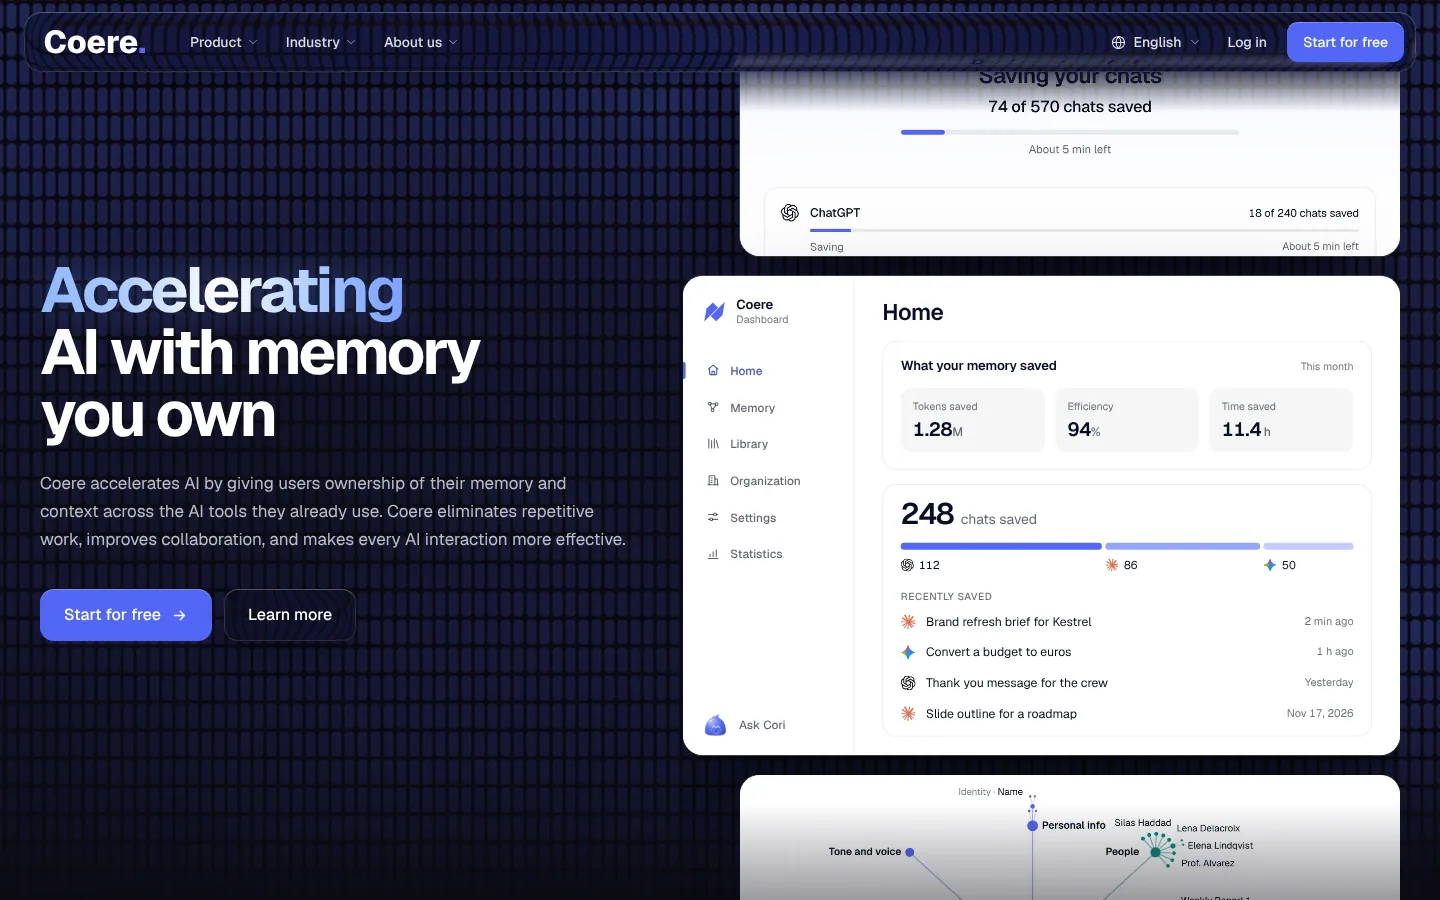 Coere.
Product
Industry
About us
English
Log in
Start for free
Accelerating
AI with memory
you own
Coere accelerates AI by giving users ownership of their memory and
context across the AI tools they already use. Coere eliminates repetitive
work, improves collaboration, and makes every AI interaction more effective.
Start for free →
Learn more
Saving your chats
74 of 570 chats saved
About 5 min left
ChatGPT
18 of 240 chats saved
Saving
About 5 min left
Coere
Dashboard
Home
Memory
Library
Organization
Settings
Statistics
Ask Cori
Home
What your memory saved
This month
Tokens saved
1.28M
Efficiency
94%
Time saved
11.4 h
248 chats saved
112
86
50
RECENTLY SAVED
Brand refresh brief for Kestrel
2 min ago
Convert a budget to euros
1 h ago
Thank you message for the crew
Yesterday
Slide outline for a roadmap
Nov 17, 2026
Identity · Name
Personal info
Tone and voice
People
Silas Haddad
Lena Delacroix
Elena Lindqvist
Prof. Alvarez